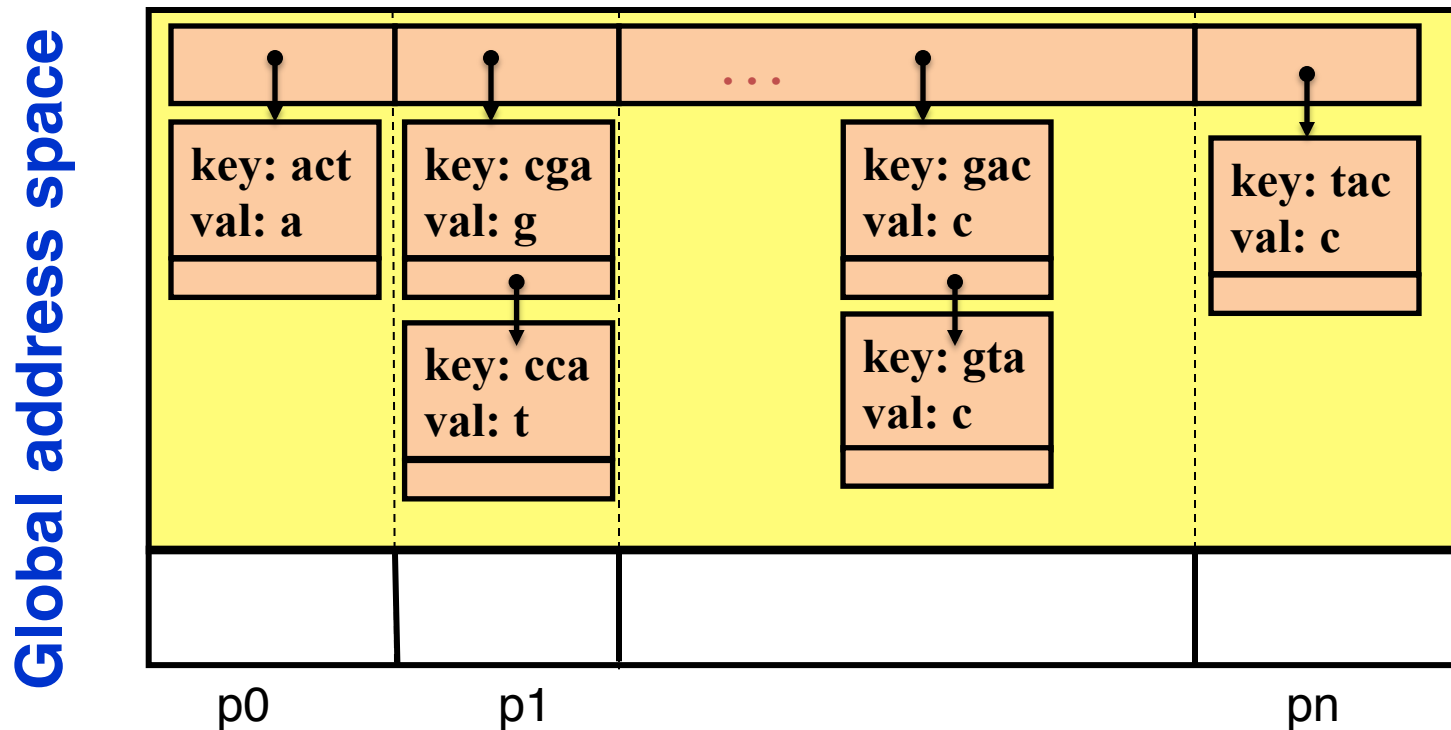 Global address space
...
key: act
val: a
key: cga
val: g
key: gac
val: c
key: tac
val: c
key: cca
val: t
key: gta
val: c
p0
p1
pn